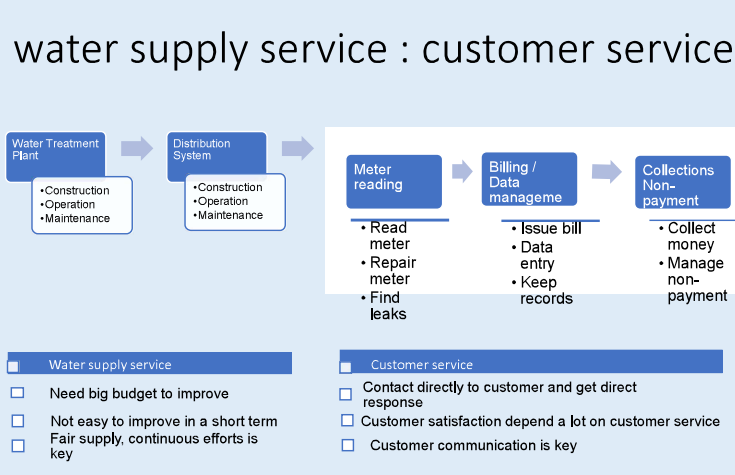 water supply service : customer service
Water Treatment
Plant
•Construction
•Operation
•Maintenance
Distribution
System
•Construction
•Operation
•Maintenance
Meter
reading
• Read
meter
• Repair
meter
• Find
leaks
Billing /
Data
manageme
• Issue bill
• Data
entry
• Keep
records
Collections
Non-
payment
• Collect
money
• Manage
non-
payment
Water supply service
Need big budget to improve
Not easy to improve in a short term
Fair supply, continuous efforts is
key
Customer service
Contact directly to customer and get direct
response
Customer satisfaction depend a lot on customer service
Customer communication is key